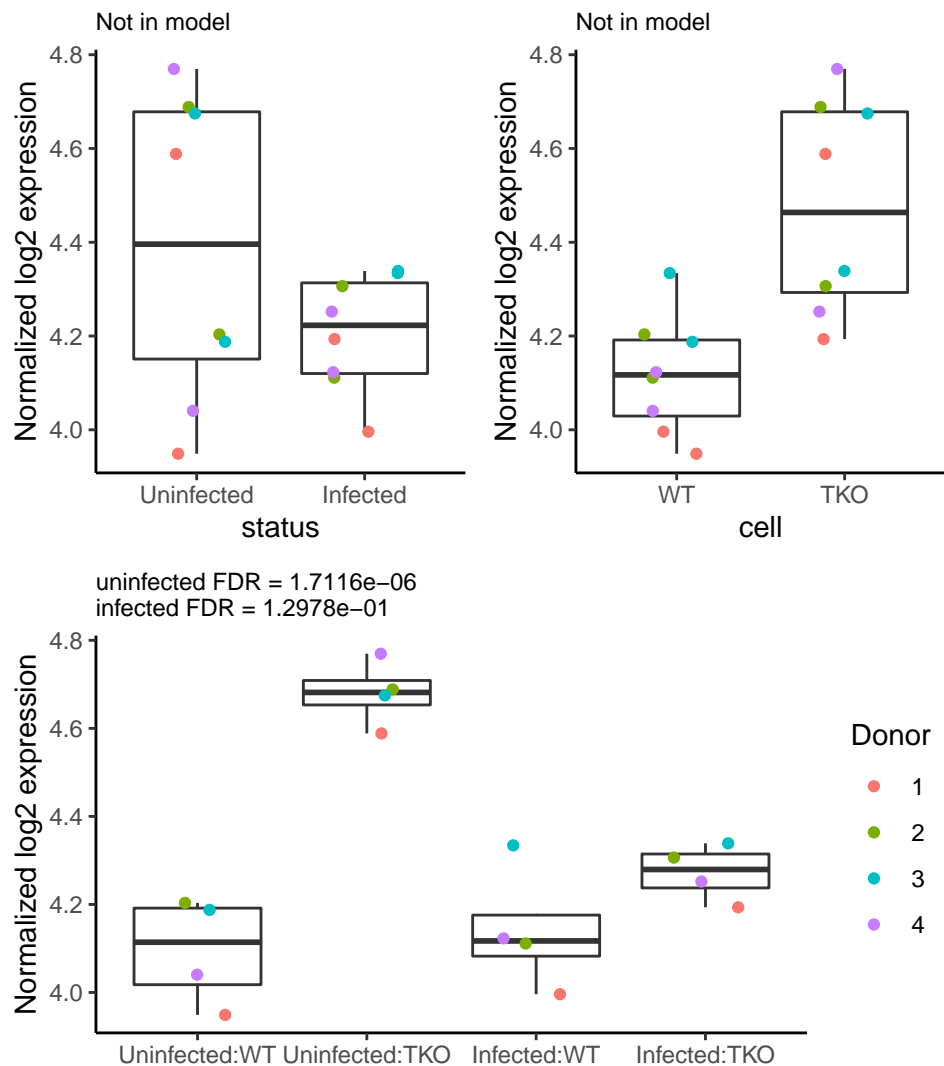 Not in model
Normalized log2 expression
4.8
4.6
4.4
4.2
4.0
Uninfected Infected
status
Not in model
Normalized log2 expression
4.8
4.6
4.4
4.2
4.0
WT TKO
cell
uninfected FDR = 1.7116e−06
infected FDR = 1.2978e−01
Normalized log2 expression
4.8
4.6
4.4
4.2
4.0
Uninfected:WT Uninfected:TKO Infected:WT Infected:TKO
Donor
1
2
3
4